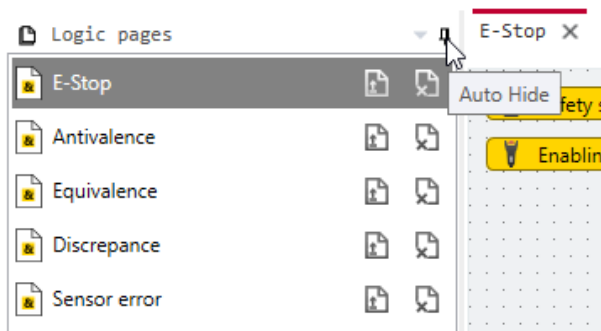 Logic pages
E-Stop
Antivalence
Equivalence
Discrepance
Sensor error
E-Stop
Auto Hide
Enablin